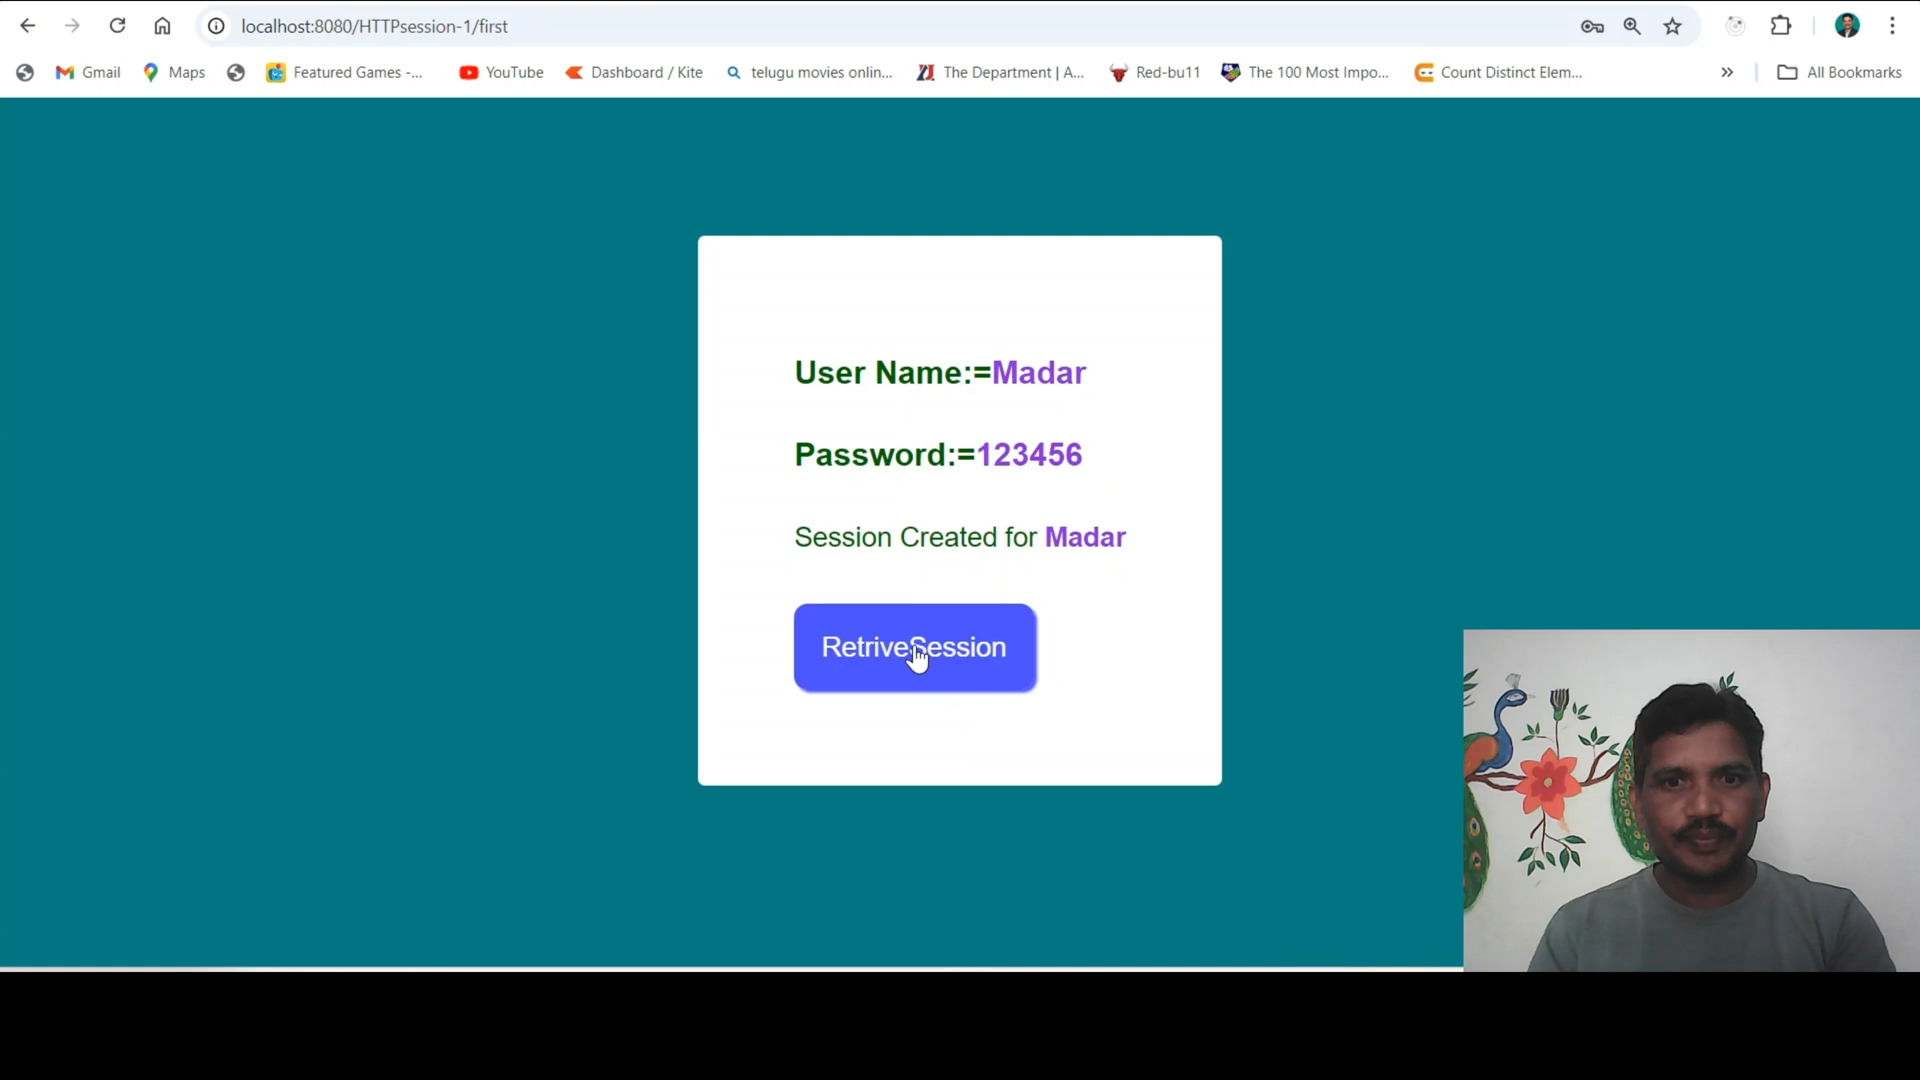 localhost:8080/HTTPsession-1/first
Gmail
Maps
Featured Games -...
YouTube
Dashboard / Kite
telugu movies onlin...
The Department | A...
Red-bu11
The 100 Most Impo...
Count Distinct Elem...
»
All Bookmarks
User Name:=Madar
Password:=123456
Session Created for Madar
RetriveSession